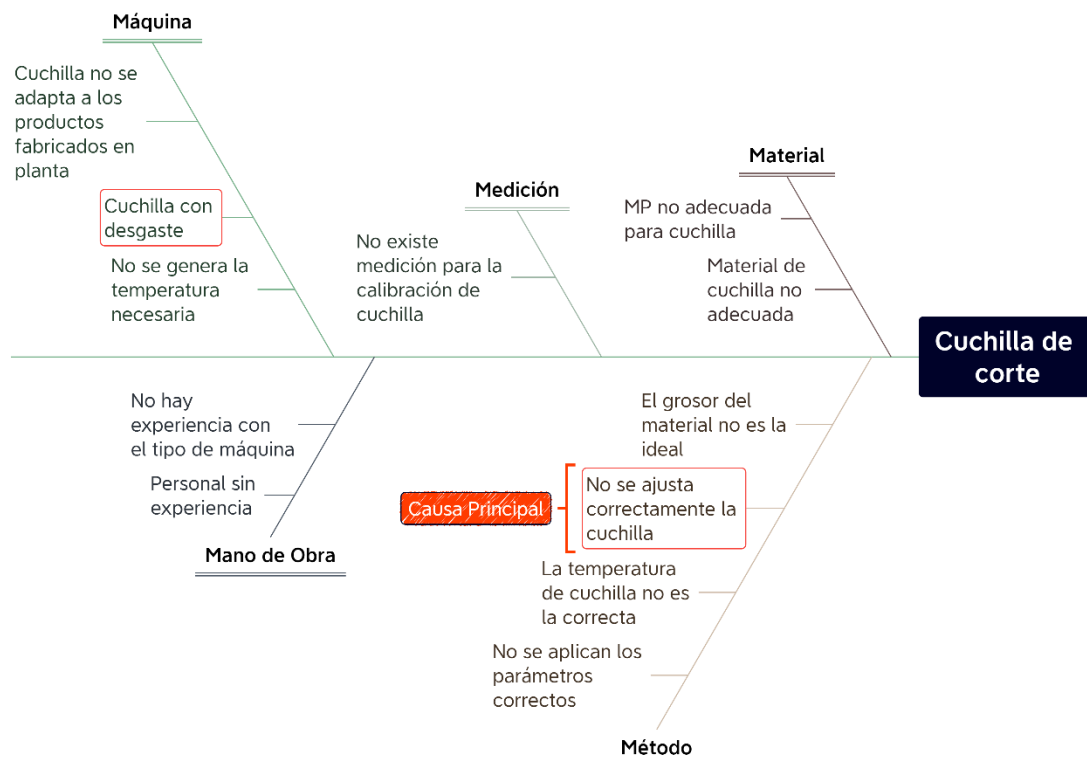 Máquina
Cuchilla no se
adapta a los
productos
fabricados en
planta
Cuchilla con
desgaste
No se genera la
temperatura
necesaria
Medición
No existe
medición para la
calibración de
cuchilla
Material
MP no adecuada
para cuchilla
Material de
cuchilla no
adecuada
Cuchilla de
corte
No hay
experiencia con
el tipo de máquina
Personal sin
experiencia
Mano de Obra
El grosor del
material no es la
ideal
Causa Principal
No se ajusta
correctamente la
cuchilla
La temperatura
de cuchilla no es
la correcta
No se aplican los
parámetros
correctos
Método